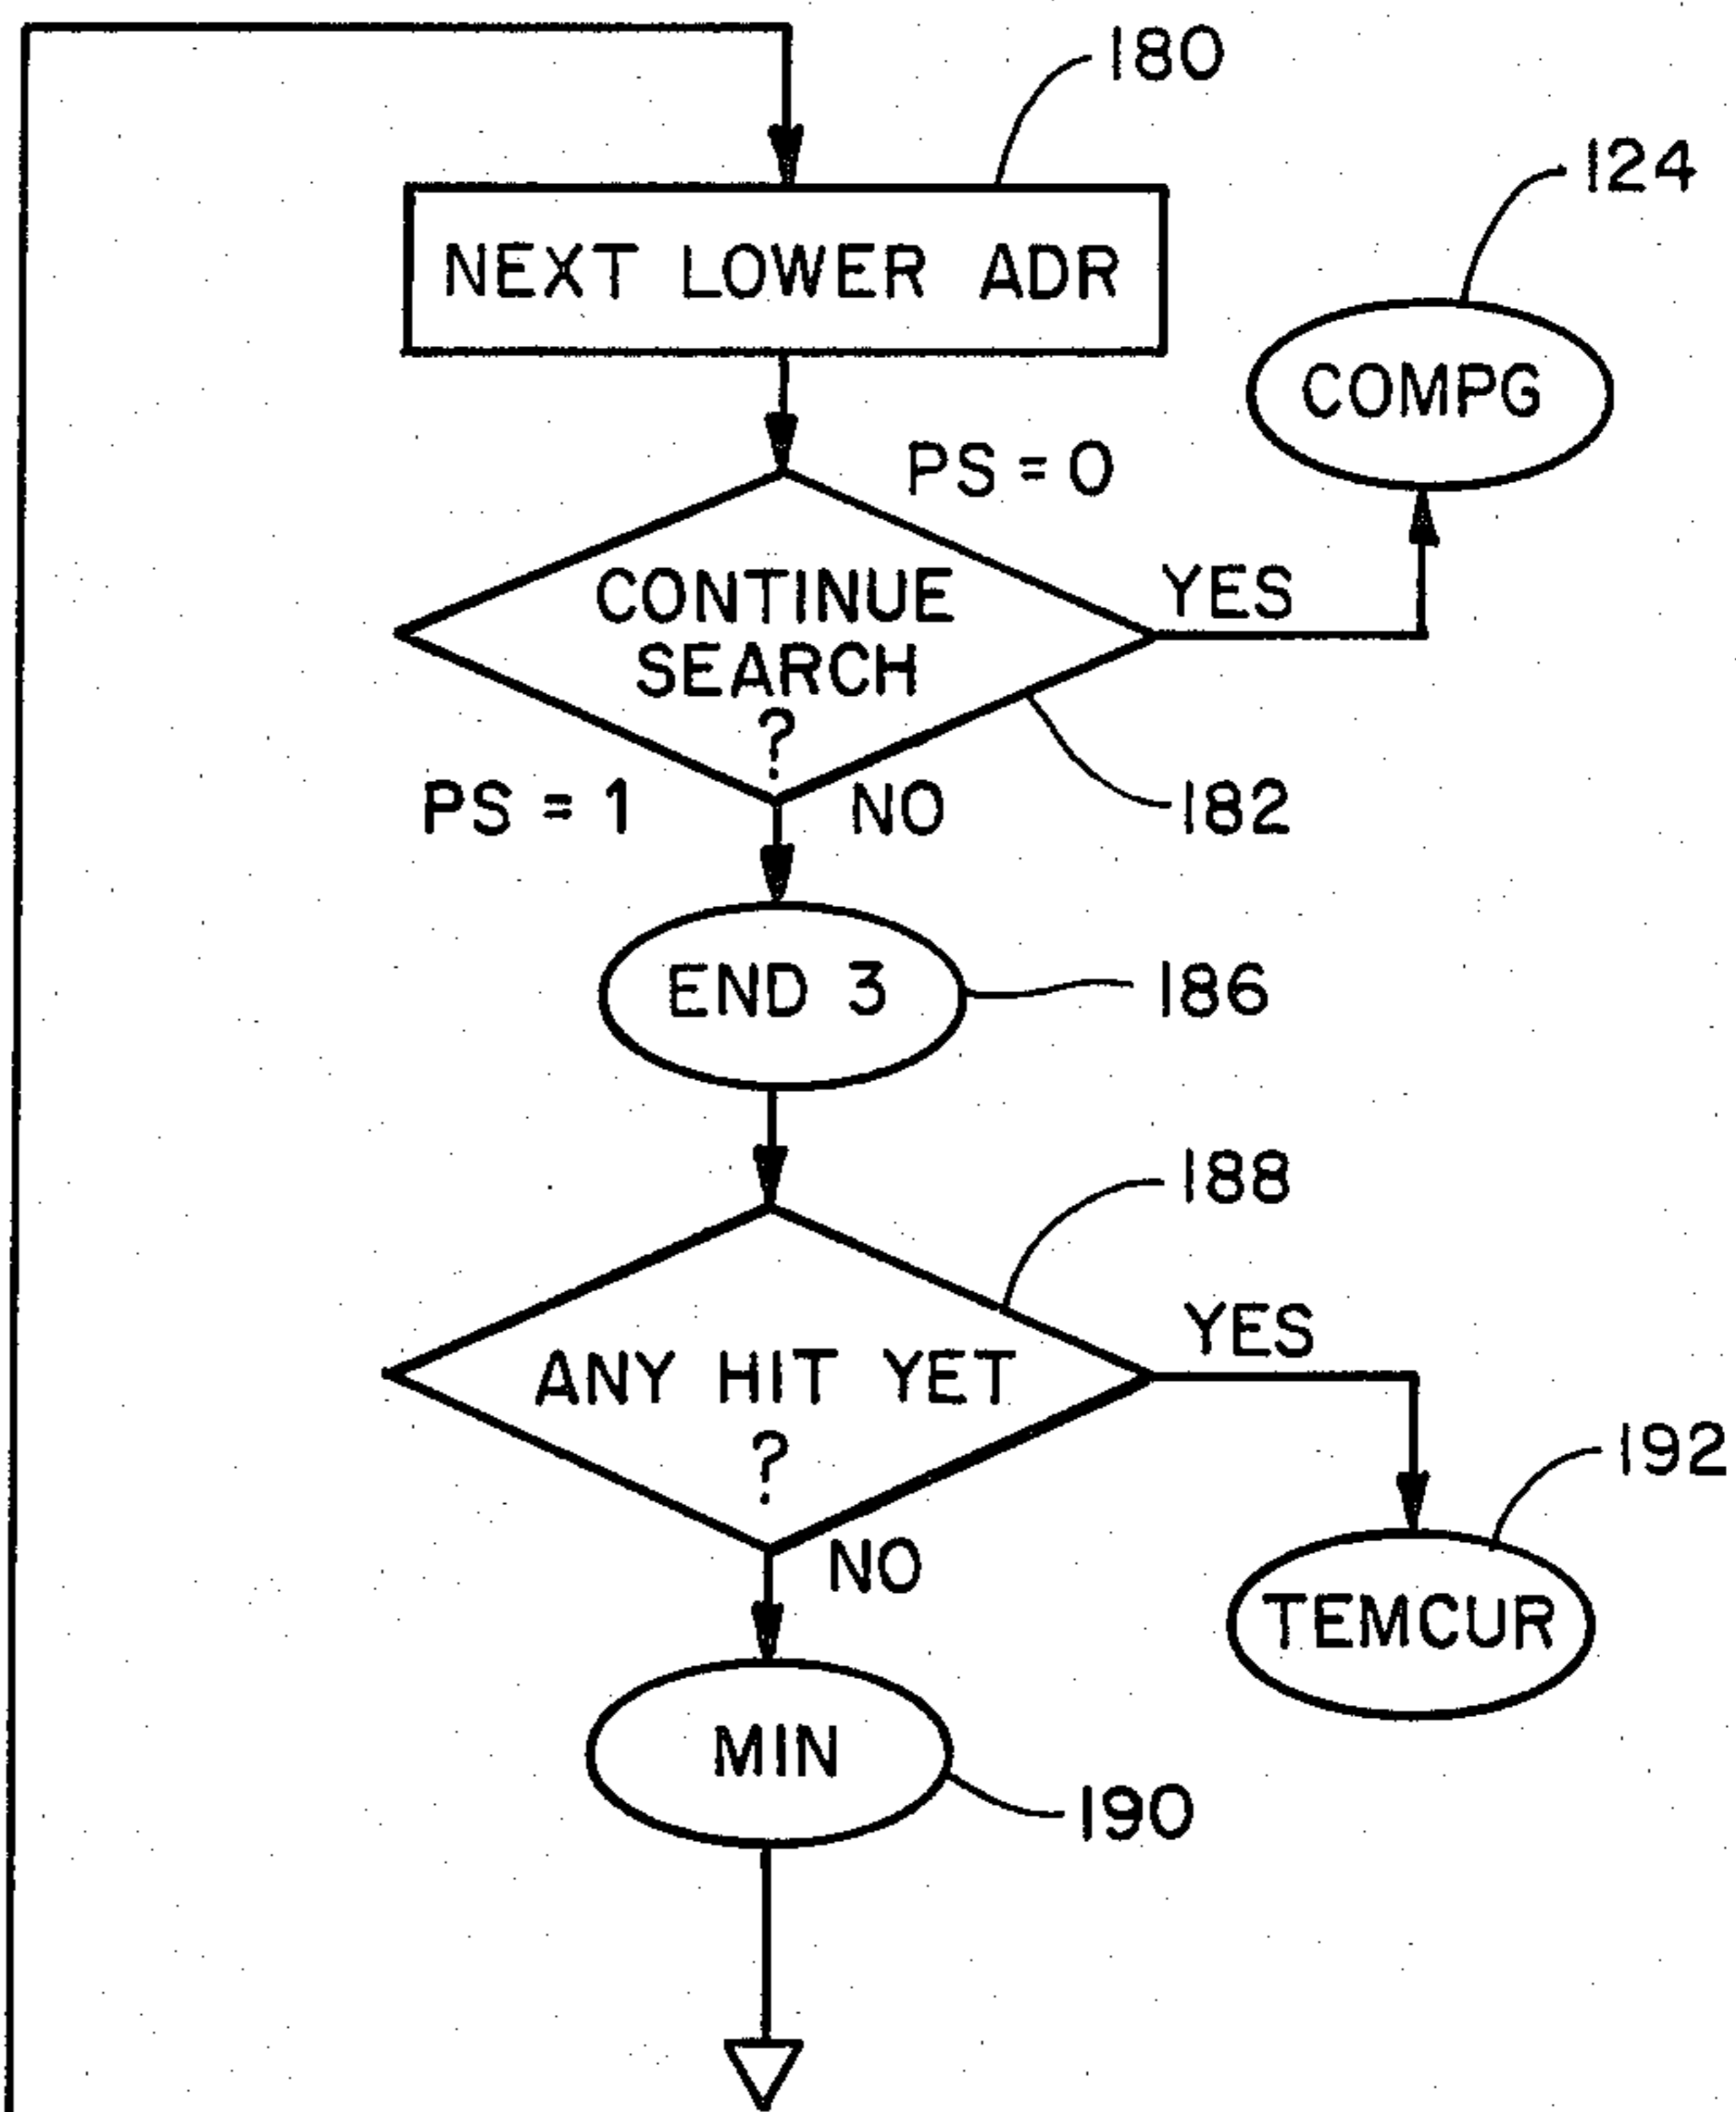 180
124
NEXT LOWER ADR
COMPG
PS = 0
CONTINUE
SEARCH
?
YES
PS = 1
NO
182
END 3
186
188
ANY HIT YET
?
YES
192
NO
TEMCUR
MIN
190